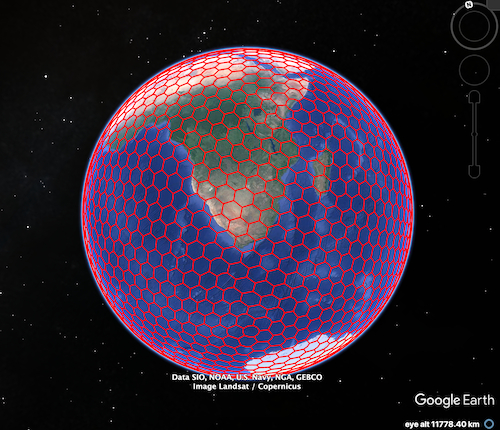 N
Data SIO, NOAA, U.S. Navy, NGA, GEBCO
Image Landsat / Copernicus
Google Earth
eye alt 11778.40 km